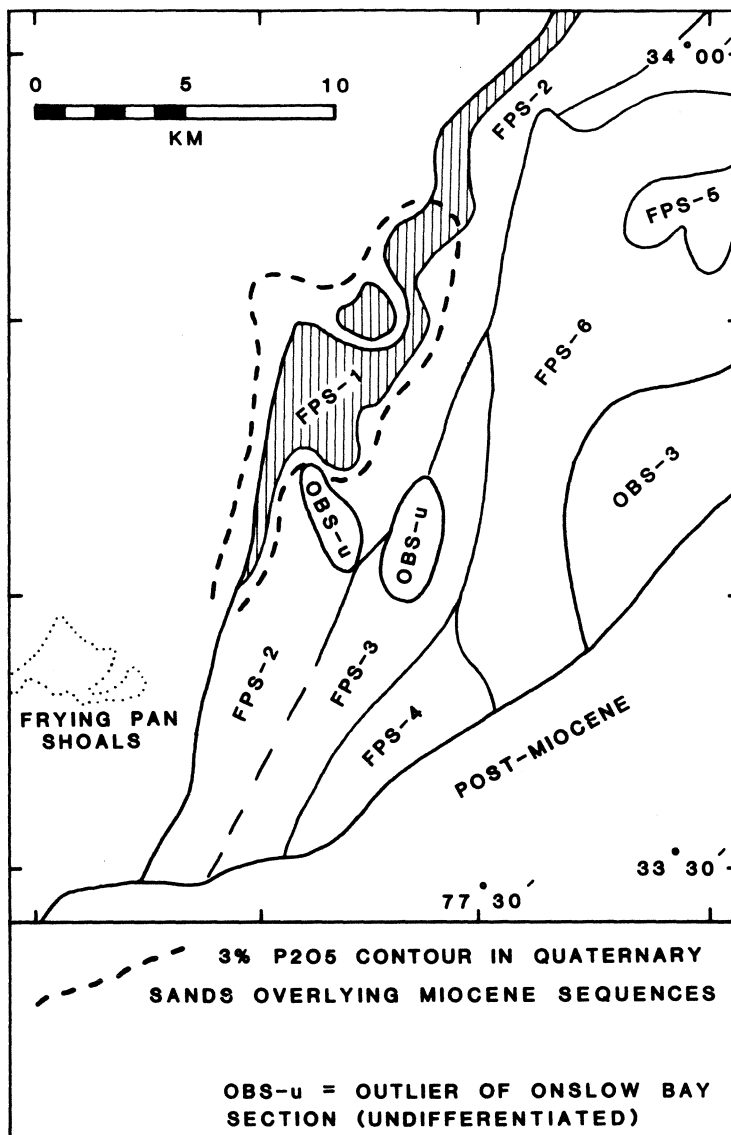 34°00′
0 5 10
KM
FPS-2
FPS-5
FPS-6
FPS-1
OBS-3
OBS-u
OBS-u
FPS-2
FPS-3
FPS-4
FRYING PAN
SHOALS
POST-MIOCENE
33°30′
77°30′
3% P2O5 CONTOUR IN QUATERNARY
SANDS OVERLYING MIOCENE SEQUENCES
OBS-u = OUTLIER OF ONSLOW BAY
SECTION (UNDIFFERENTIATED)